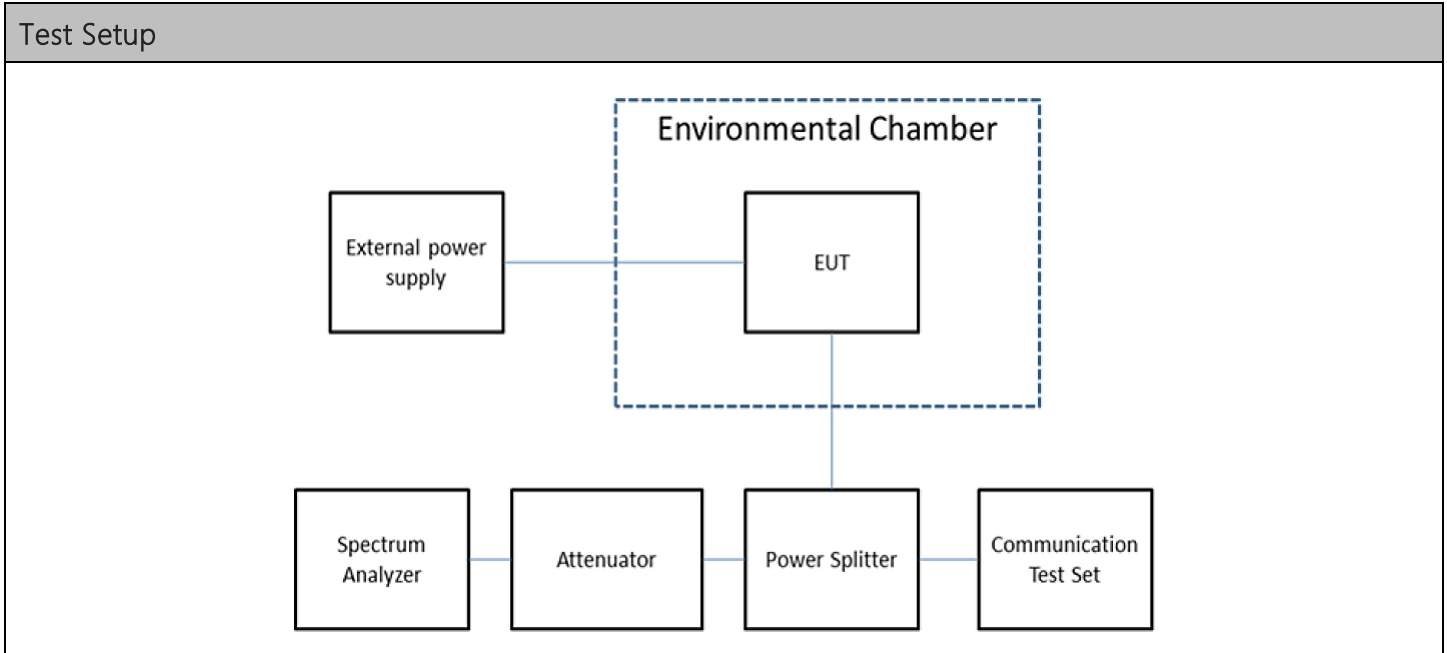 Test Setup
Environmental Chamber
External power
supply
EUT
Spectrum
Analyzer
Attenuator
Power Splitter
Communication
Test Set